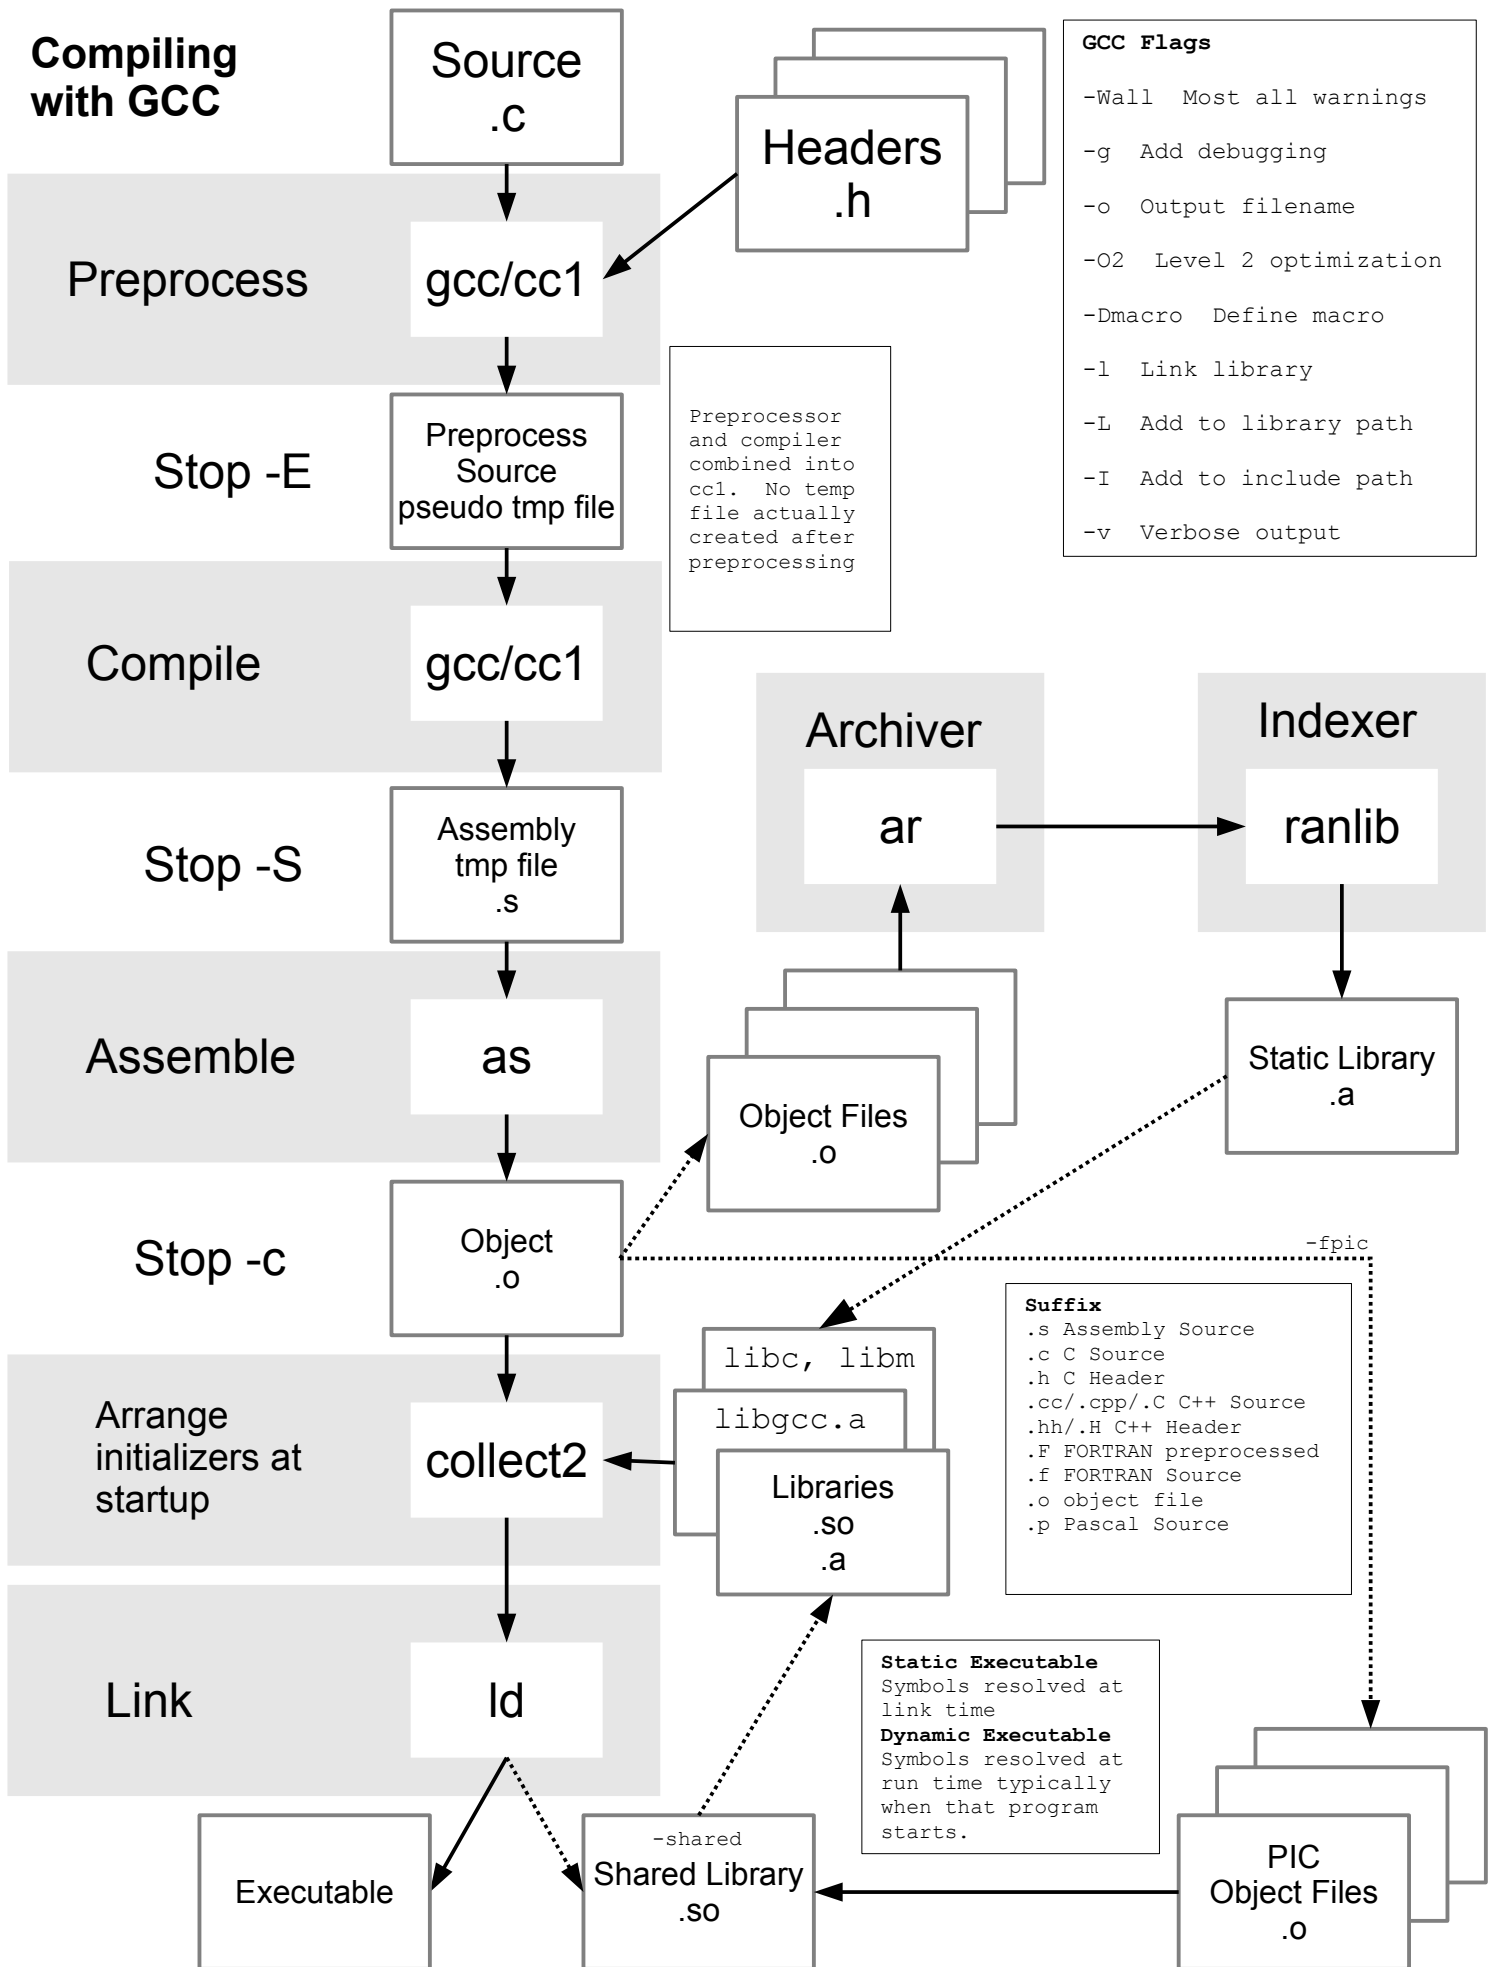 Compiling
with GCC
Source
.c
Headers
.h
GCC Flags
-Wall  Most all warnings
-g  Add debugging
-o  Output filename
-O2  Level 2 optimization
-Dmacro  Define macro
-l  Link library
-L  Add to library path
-I  Add to include path
-v  Verbose output
Preprocess
gcc/cc1
Stop -E
Preprocess
Source
pseudo tmp file
Preprocessor
and compiler
combined into
cc1.  No temp
file actually
created after
preprocessing
Compile
gcc/cc1
Archiver
ar
Indexer
ranlib
Stop -S
Assembly
tmp file
.s
Assemble
as
Object Files
.o
Static Library
.a
Stop -c
Object
.o
-fpic
Suffix
.s Assembly Source
.c C Source
.h C Header
.cc/.cpp/.C C++ Source
.hh/.H C++ Header
.F FORTRAN preprocessed
.f FORTRAN Source
.o object file
.p Pascal Source
libc, libm
libgcc.a
Libraries
.so
.a
Arrange
initializers at
startup
collect2
Link
ld
Static Executable
Symbols resolved at
link time
Dynamic Executable
Symbols resolved at
run time typically
when that program
starts.
Executable
-shared
Shared Library
.so
PIC
Object Files
.o